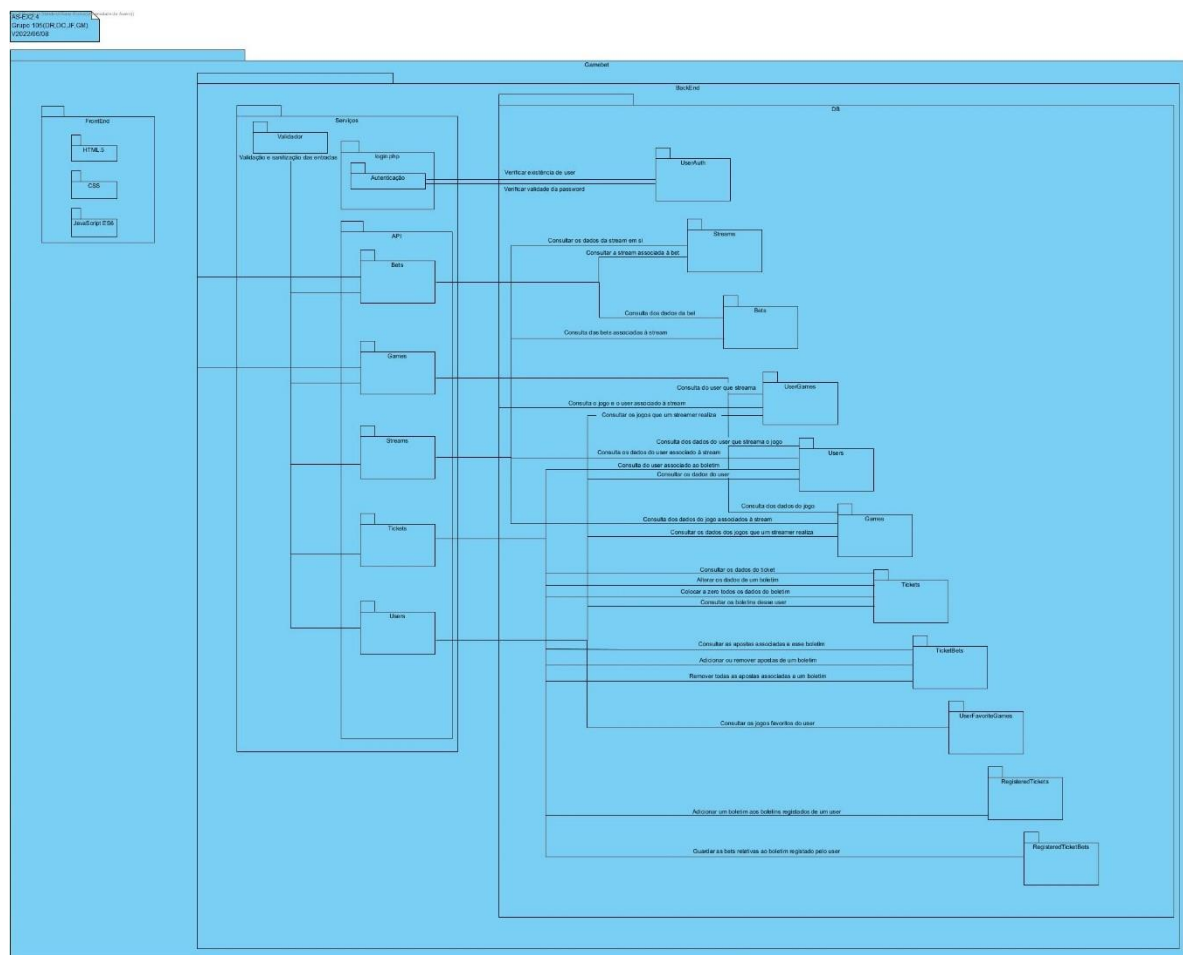 AS-EX2.4
Grupo 105(DR,DC,JF,GM)
V2022/06/08
Gamebet
BackEnd
DB
FrontEnd
HTML 5
CSS
JavaScript ES6
Serviços
Validador
Validação e sanitização das entradas
login.php
Autenticação
Verificar existência de user
Verificar validade da password
UserAuth
API
Bets
Games
Streams
Tickets
Users
Consultar os dados da stream em si
Consultar a stream associada à bet
Streams
Consulta dos dados da bet
Consulta das bets associadas à stream
Bets
Consulta do user que streama
Consulta o jogo e o user associado à stream
Consultar os jogos que um streamer realiza
UserGames
Consulta dos dados do user que streama o jogo
Consulta os dados do user associado à stream
Consulta do user associado ao boletim
Consultar os dados do user
Users
Consulta dos dados do jogo
Consulta dos dados do jogo associados à stream
Consultar os dados dos jogos que um streamer realiza
Games
Consultar os dados do ticket
Alterar os dados de um boletim
Colocar a zero todos os dados do boletim
Consultar os boletins desse user
Tickets
Consultar as apostas associadas a esse boletim
Adicionar ou remover apostas de um boletim
Remover todas as apostas associadas a um boletim
TicketBets
Consultar os jogos favoritos do user
UserFavoriteGames
Adicionar um boletim aos boletins registados de um user
RegisteredTickets
Guardar as bets relativas ao boletim registado pelo user
RegisteredTicketBets